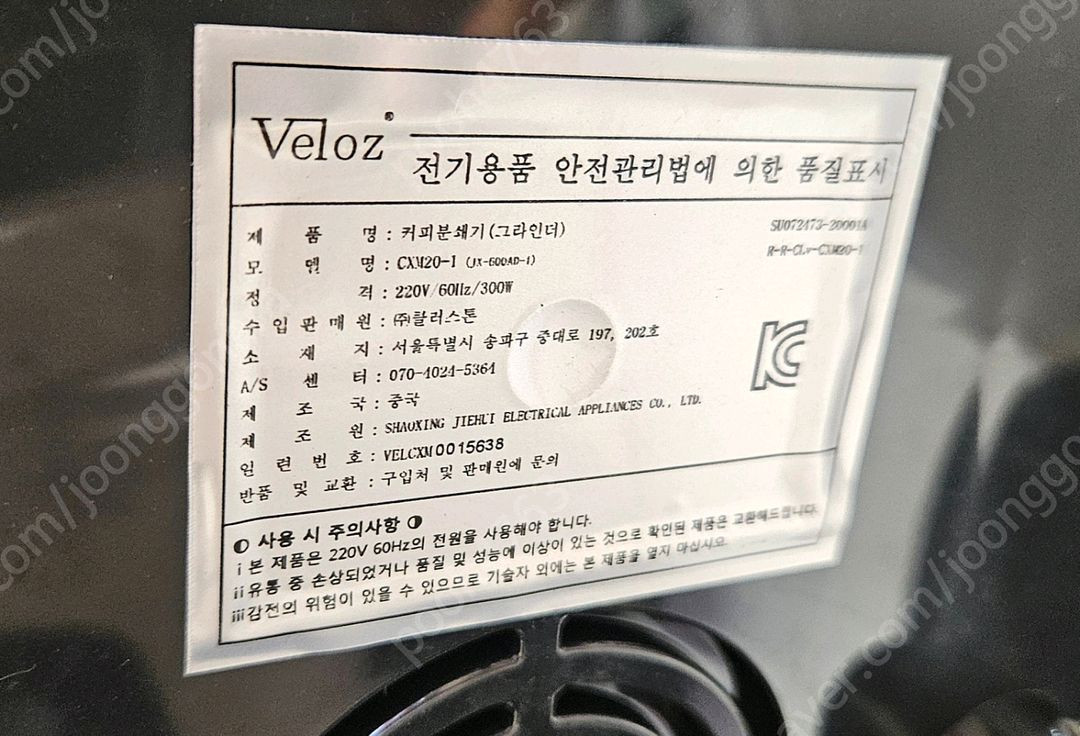 Veloz®
전기용품 안전관리법에 의한 품질표시
제 품 명 : 커피분쇄기(그라인더)
SU072473-20001A
모 델 명 : CXM20-1 (JX-600AD-1)
R-R-CLv-CXM20-1
정 격 : 220V/60Hz/300W
수 입 판 매 원 : ㈜탈러스톤
소 재 지 : 서울특별시 송파구 중대로 197, 202호
A/S 센 터 : 070-4024-5364
제 조 국 : 중국
제 조 원 : SHAOXING JIEHUI ELECTRICAL APPLIANCES CO., LTD.
일 련 번 호 : VELCXM0015638
반품 및 교환 : 구입처 및 판매원에 문의
◐ 사용 시 주의사항 ◑
i 본 제품은 220V 60Hz의 전원을 사용해야 합니다.
ii 유통 중 손상되었거나 품질 및 성능에 이상이 있는 것으로 확인된 제품은 교환해드립니다.
iii 감전의 위험이 있을 수 있으므로 기술자 외에는 본 제품을 열지 마십시오.